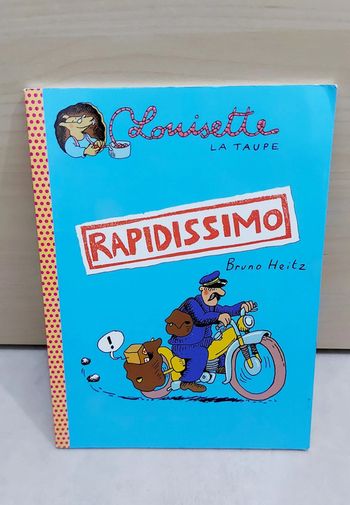 Louisette
LA TAUPE
RAPIDISSIMO
Bruno Heitz
!